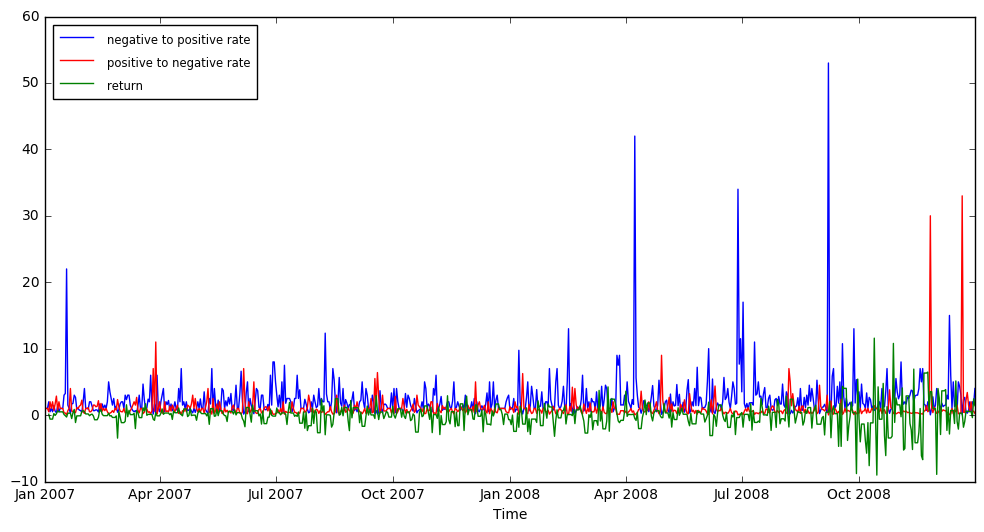 60
50
40
30
20
10
0
−10
negative to positive rate
positive to negative rate
return
Jan 2007 Apr 2007 Jul 2007 Oct 2007 Jan 2008 Apr 2008 Jul 2008 Oct 2008
Time